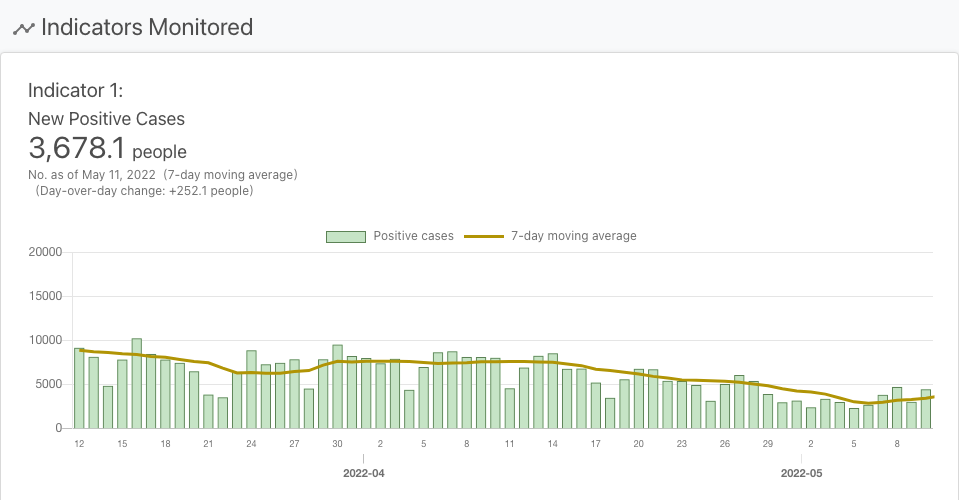 Indicators Monitored
Indicator 1:
New Positive Cases
3,678.1 people
No. as of May 11, 2022 (7-day moving average)
(Day-over-day change: +252.1 people)
Positive cases 7-day moving average
20000
15000
10000
5000
0
12 15 18 21 24 27 30 2 5 8 11 14 17 20 23 26 29 2 5 8
2022-04 2022-05